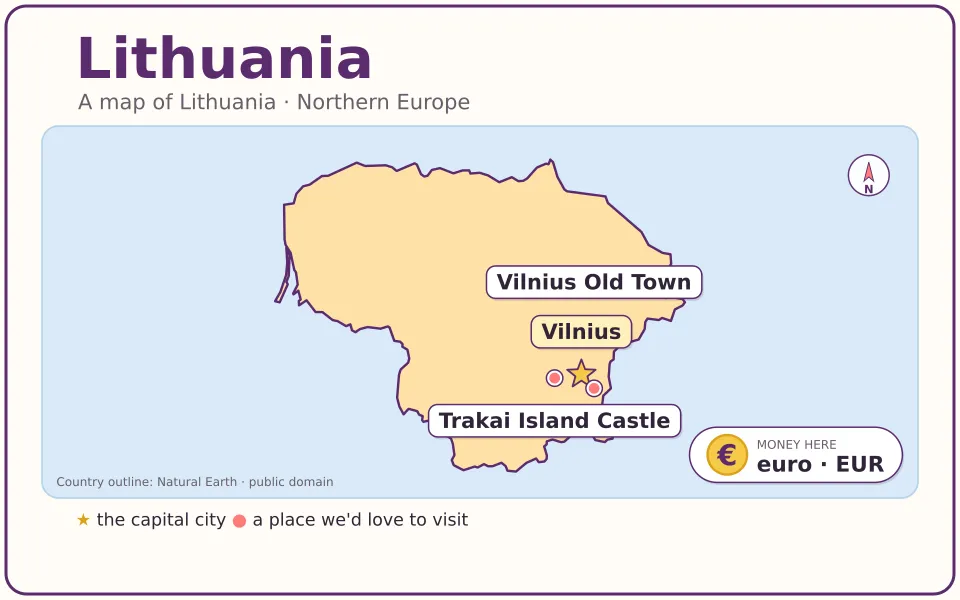 Lithuania
A map of Lithuania · Northern Europe
N
Vilnius Old Town
Vilnius
Trakai Island Castle
€
MONEY HERE
euro · EUR
Country outline: Natural Earth · public domain
★ the capital city ● a place we'd love to visit